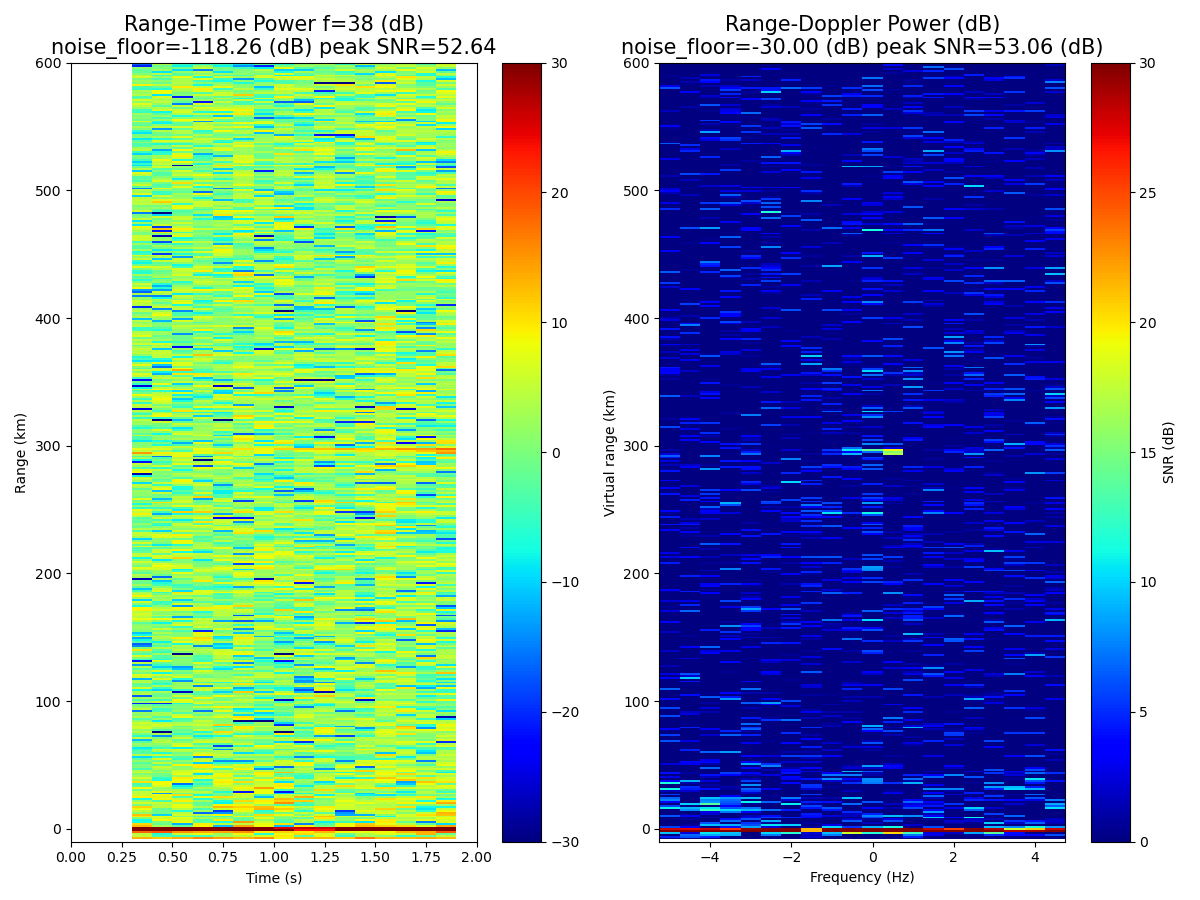 Range-Time Power f=38 (dB)
noise_floor=-118.26 (dB) peak SNR=52.64
Range (km)
600
500
400
300
200
100
0
0.00 0.25 0.50 0.75 1.00 1.25 1.50 1.75 2.00
Time (s)
30
20
10
0
−10
−20
−30
Range-Doppler Power (dB)
noise_floor=-30.00 (dB) peak SNR=53.06 (dB)
Virtual range (km)
600
500
400
300
200
100
0
−4 −2 0 2 4
Frequency (Hz)
30
25
20
15
10
5
0
SNR (dB)